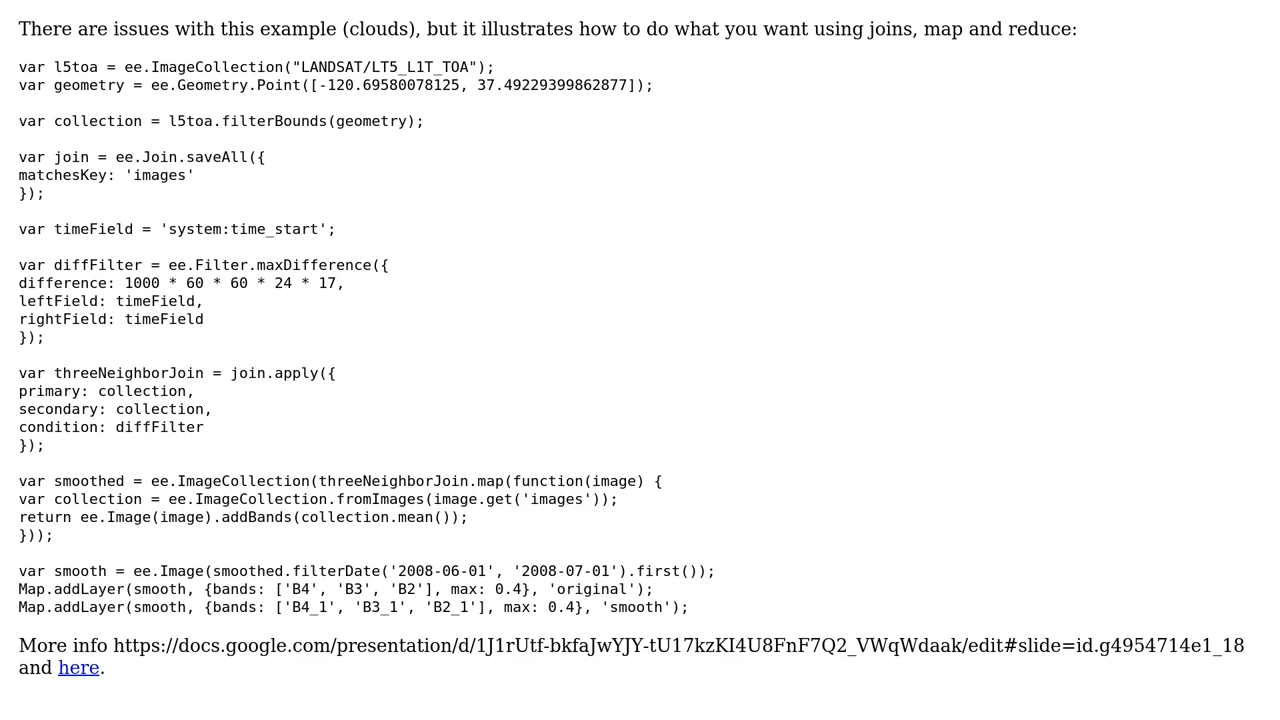 There are issues with this example (clouds), but it illustrates how to do what you want using joins, map and reduce:
var l5toa = ee.ImageCollection("LANDSAT/LT5_L1T_TOA");
var geometry = ee.Geometry.Point([-120.69580078125, 37.49229399862877]);
var collection = l5toa.filterBounds(geometry);
var join = ee.Join.saveAll({
matchesKey: 'images'
});
var timeField = 'system:time_start';
var diffFilter = ee.Filter.maxDifference({
difference: 1000 * 60 * 60 * 24 * 17,
leftField: timeField,
rightField: timeField
});
var threeNeighborJoin = join.apply({
primary: collection,
secondary: collection,
condition: diffFilter
});
var smoothed = ee.ImageCollection(threeNeighborJoin.map(function(image) {
var collection = ee.ImageCollection.fromImages(image.get('images'));
return ee.Image(image).addBands(collection.mean());
}));
var smooth = ee.Image(smoothed.filterDate('2008-06-01', '2008-07-01').first());
Map.addLayer(smooth, {bands: ['B4', 'B3', 'B2'], max: 0.4}, 'original');
Map.addLayer(smooth, {bands: ['B4_1', 'B3_1', 'B2_1'], max: 0.4}, 'smooth');
More info https://docs.google.com/presentation/d/1J1rUtf-bkfaJwYJY-tU17kzKI4U8FnF7Q2_VWqWdaak/edit#slide=id.g4954714e1_18
and here.